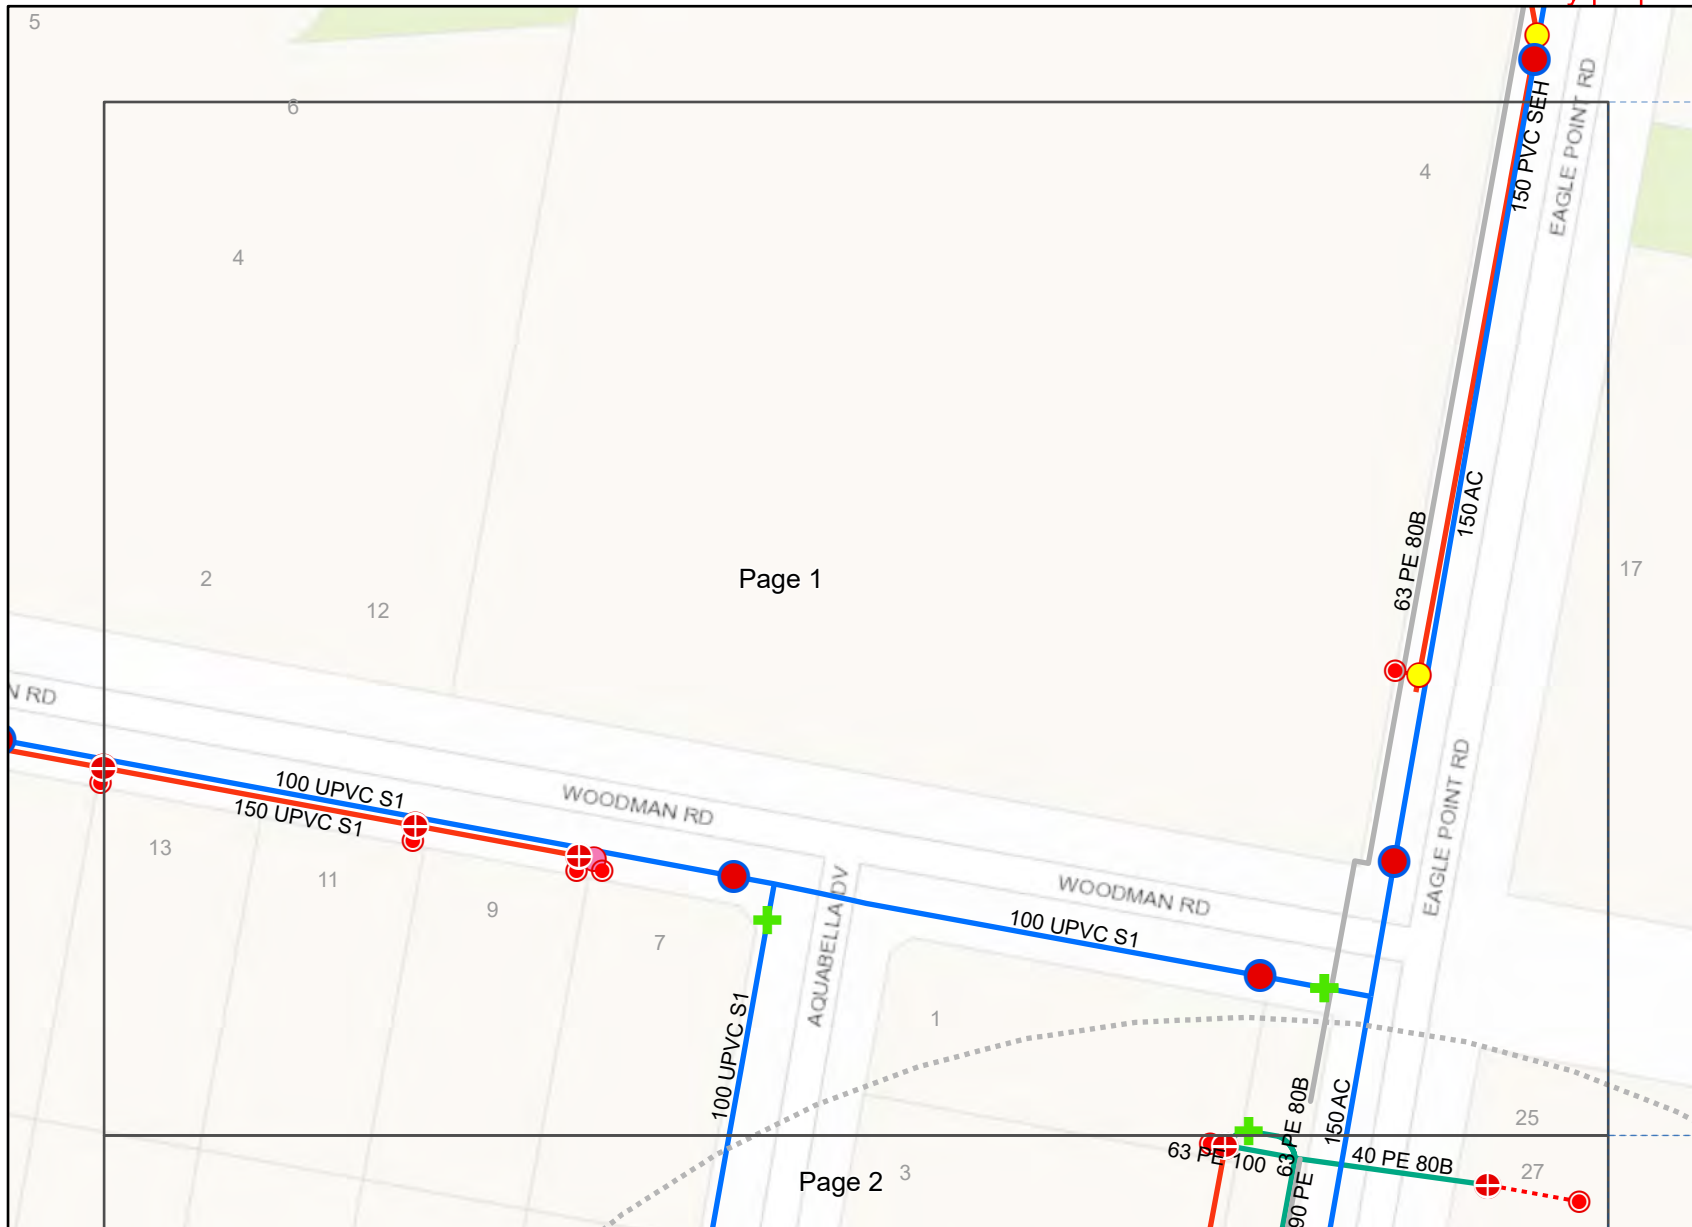 5
6
150 PVC SEH
EAGLE POINT RD
4
4
150 AC
63 PE 80B
17
Page 1
2
12
N RD
100 UPVC S1
150 UPVC S1
WOODMAN RD
EAGLE POINT RD
13
11
9
7
AQUABELLA DV
WOODMAN RD
100 UPVC S1
100 UPVC S1
1
63 PE 80B
150 AC
25
63 PE 100
40 PE 80B
27
Page 2
3
90 PE